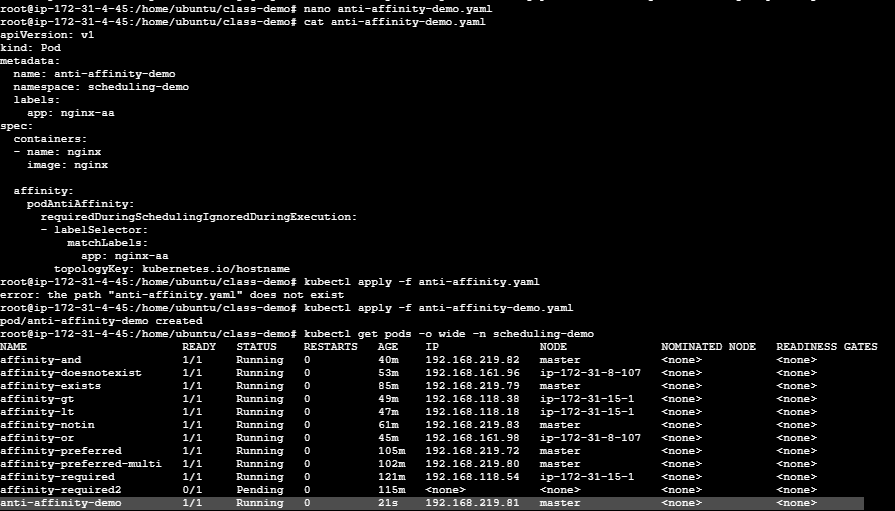 root@ip-172-31-4-45:/home/ubuntu/class-demo# nano anti-affinity-demo.yaml
root@ip-172-31-4-45:/home/ubuntu/class-demo# cat anti-affinity-demo.yaml
apiVersion: v1
kind: Pod
metadata:
  name: anti-affinity-demo
  namespace: scheduling-demo
  labels:
    app: nginx-aa
spec:
  containers:
  - name: nginx
    image: nginx

  affinity:
    podAntiAffinity:
      requiredDuringSchedulingIgnoredDuringExecution:
      - labelSelector:
          matchLabels:
            app: nginx-aa
        topologyKey: kubernetes.io/hostname
root@ip-172-31-4-45:/home/ubuntu/class-demo# kubectl apply -f anti-affinity.yaml
error: the path "anti-affinity.yaml" does not exist
root@ip-172-31-4-45:/home/ubuntu/class-demo# kubectl apply -f anti-affinity-demo.yaml
pod/anti-affinity-demo created
root@ip-172-31-4-45:/home/ubuntu/class-demo# kubectl get pods -o wide -n scheduling-demo
NAME                       READY   STATUS    RESTARTS   AGE    IP               NODE             NOMINATED NODE   READINESS GATES
affinity-and               1/1     Running   0          40m    192.168.219.82   master           <none>           <none>
affinity-doesnotexist      1/1     Running   0          53m    192.168.161.96   ip-172-31-8-107  <none>           <none>
affinity-exists            1/1     Running   0          85m    192.168.219.79   master           <none>           <none>
affinity-gt                1/1     Running   0          49m    192.168.118.38   ip-172-31-15-1   <none>           <none>
affinity-lt                1/1     Running   0          47m    192.168.118.18   ip-172-31-15-1   <none>           <none>
affinity-notin             1/1     Running   0          61m    192.168.219.83   master           <none>           <none>
affinity-or                1/1     Running   0          45m    192.168.161.98   ip-172-31-8-107  <none>           <none>
affinity-preferred         1/1     Running   0          105m   192.168.219.72   master           <none>           <none>
affinity-preferred-multi   1/1     Running   0          102m   192.168.219.80   master           <none>           <none>
affinity-required          1/1     Running   0          121m   192.168.118.54   ip-172-31-15-1   <none>           <none>
affinity-required2         0/1     Pending   0          115m   <none>           <none>           <none>           <none>
anti-affinity-demo         1/1     Running   0          21s    192.168.219.81   master           <none>           <none>